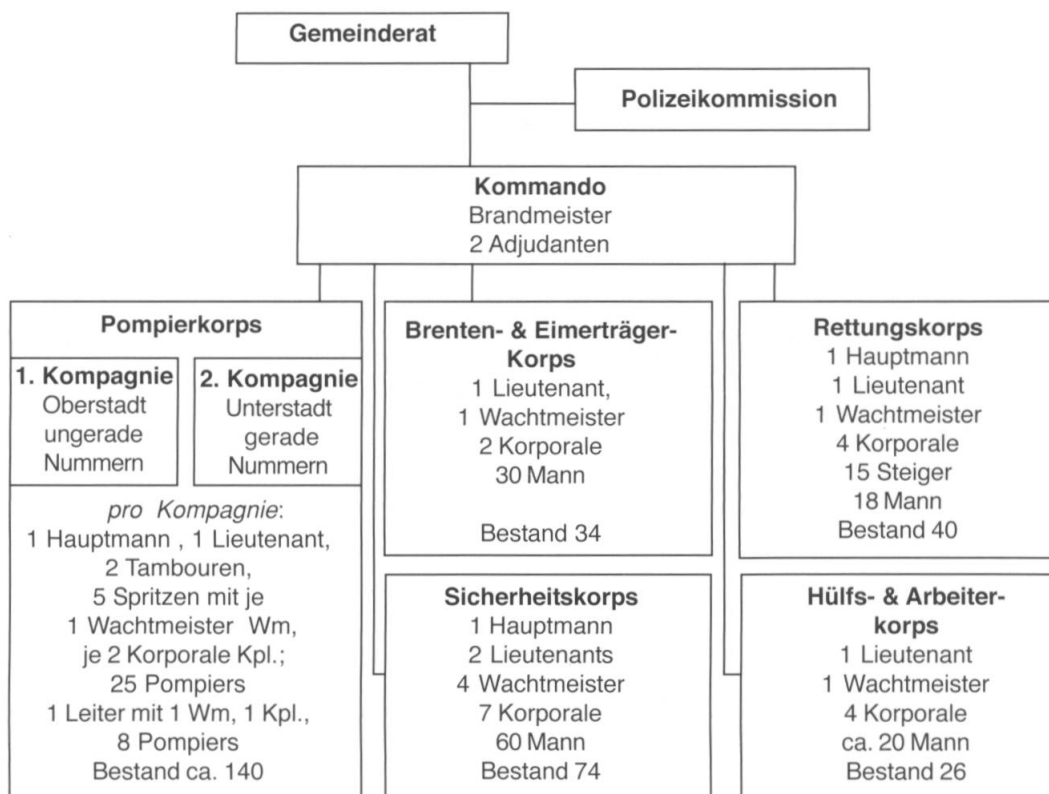 Gemeinderat
Polizeikommission
Kommando
Brandmeister
2 Adjudanten
Pompierkorps
1. Kompagnie
Oberstadt
ungerade
Nummern
2. Kompagnie
Unterstadt
gerade
Nummern
pro Kompagnie:
1 Hauptmann , 1 Lieutenant,
2 Tambouren,
5 Spritzen mit je
1 Wachtmeister Wm,
je 2 Korporale Kpl.;
25 Pompiers
1 Leiter mit 1 Wm, 1 Kpl.,
8 Pompiers
Bestand ca. 140
Brenten- & Eimerträger-
Korps
1 Lieutenant,
1 Wachtmeister
2 Korporale
30 Mann
Bestand 34
Rettungskorps
1 Hauptmann
1 Lieutenant
1 Wachtmeister
4 Korporale
15 Steiger
18 Mann
Bestand 40
Sicherheitskorps
1 Hauptmann
2 Lieutenants
4 Wachtmeister
7 Korporale
60 Mann
Bestand 74
Hülfs- & Arbeiter-
korps
1 Lieutenant
1 Wachtmeister
4 Korporale
ca. 20 Mann
Bestand 26